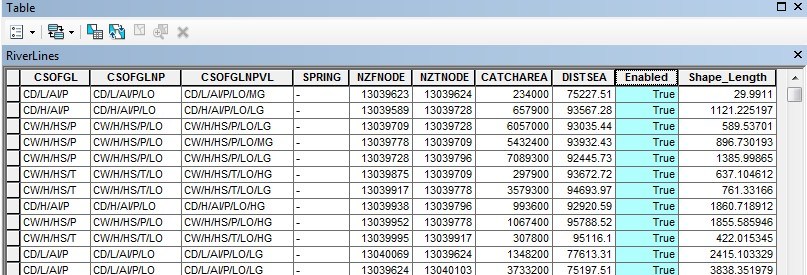 Table
RiverLines
CSOFGL CSOFGLNP CSOFGLNPVL SPRING NZFNODE NZTNODE CATCHAREA DISTSEA Enabled Shape_Length
CD/L/AI/P CD/L/AI/P/LO CD/L/AI/P/LO/MG - 13039623 13039624 234000 75227.51 True 29.9911
CD/H/AI/P CD/H/AI/P/LO CD/H/AI/P/LO/LG - 13039589 13039728 657900 93567.28 True 1121.225197
CW/H/HS/P CW/H/HS/P/LO CW/H/HS/P/LO/LG - 13039709 13039728 6057000 93035.44 True 589.53701
CW/H/HS/P CW/H/HS/P/LO CW/H/HS/P/LO/MG - 13039778 13039709 5432400 93932.43 True 896.730193
CW/H/HS/P CW/H/HS/P/LO CW/H/HS/P/LO/LG - 13039728 13039796 7089300 92445.73 True 1385.99865
CW/H/HS/T CW/H/HS/T/LO CW/H/HS/T/LO/HG - 13039875 13039709 297900 93672.72 True 637.104612
CW/H/HS/T CW/H/HS/T/LO CW/H/HS/T/LO/LG - 13039917 13039778 3579300 94693.97 True 761.33166
CD/H/AI/P CD/H/AI/P/LO CD/H/AI/P/LO/HG - 13039938 13039796 993600 92920.59 True 1860.718912
CW/H/HS/P CW/H/HS/P/LO CW/H/HS/P/LO/HG - 13039952 13039778 1067400 95788.52 True 1855.585946
CW/H/HS/T CW/H/HS/T/LO CW/H/HS/T/LO/HG - 13039995 13039917 307800 95116.1 True 422.015345
CD/L/AI/P CD/L/AI/P/LO CD/L/AI/P/LO/LG - 13040069 13039624 1348200 77613.31 True 2415.103329
CD/L/AI/P CD/L/AI/P/LO CD/L/AI/P/LO/LG - 13039624 13040103 3733200 75197.51 True 3838.351979